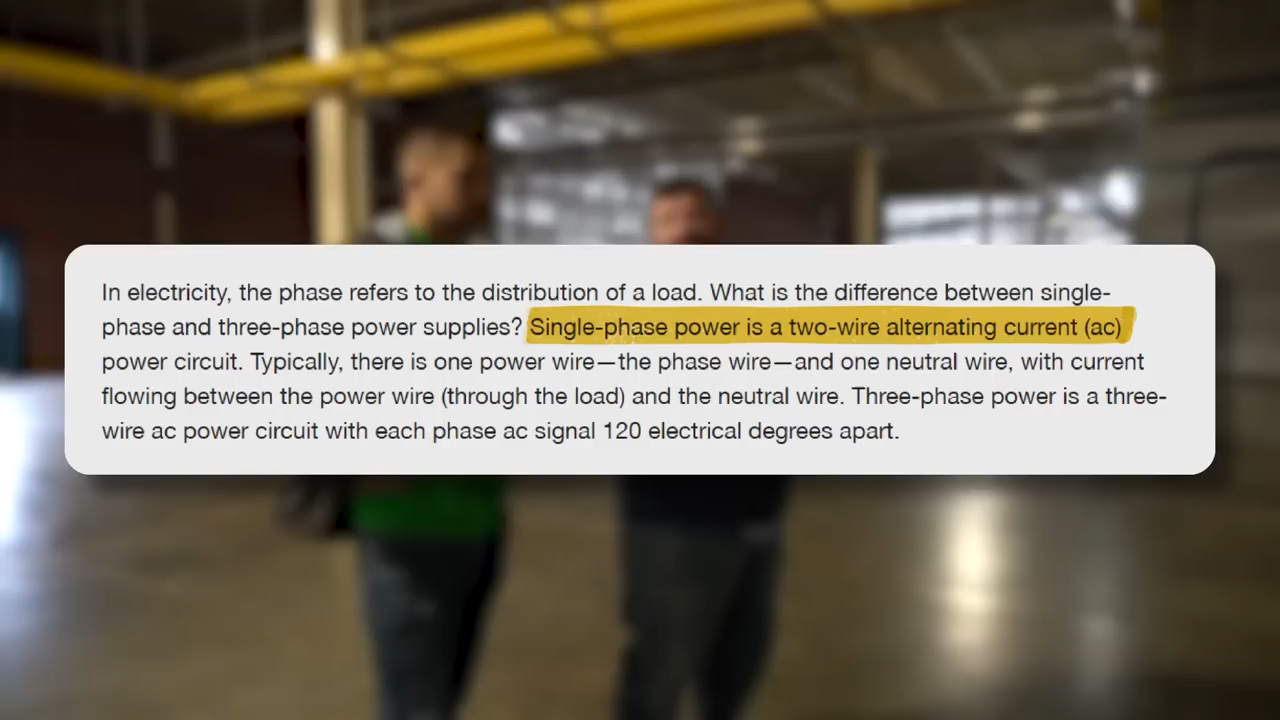 In electricity, the phase refers to the distribution of a load. What is the difference between single-
phase and three-phase power supplies? Single-phase power is a two-wire alternating current (ac)
power circuit. Typically, there is one power wire—the phase wire—and one neutral wire, with current
flowing between the power wire (through the load) and the neutral wire. Three-phase power is a three-
wire ac power circuit with each phase ac signal 120 electrical degrees apart.